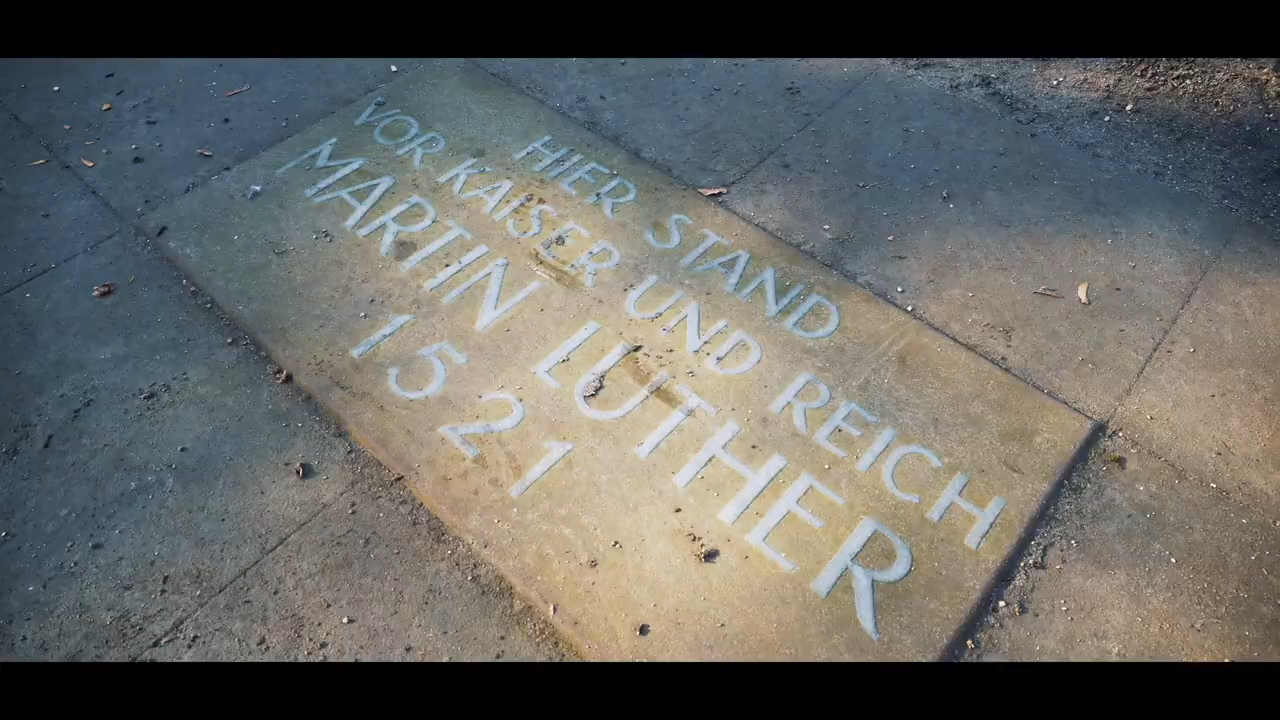 HIER STAND
VOR KAISER UND REICH
MARTIN LUTHER
1521